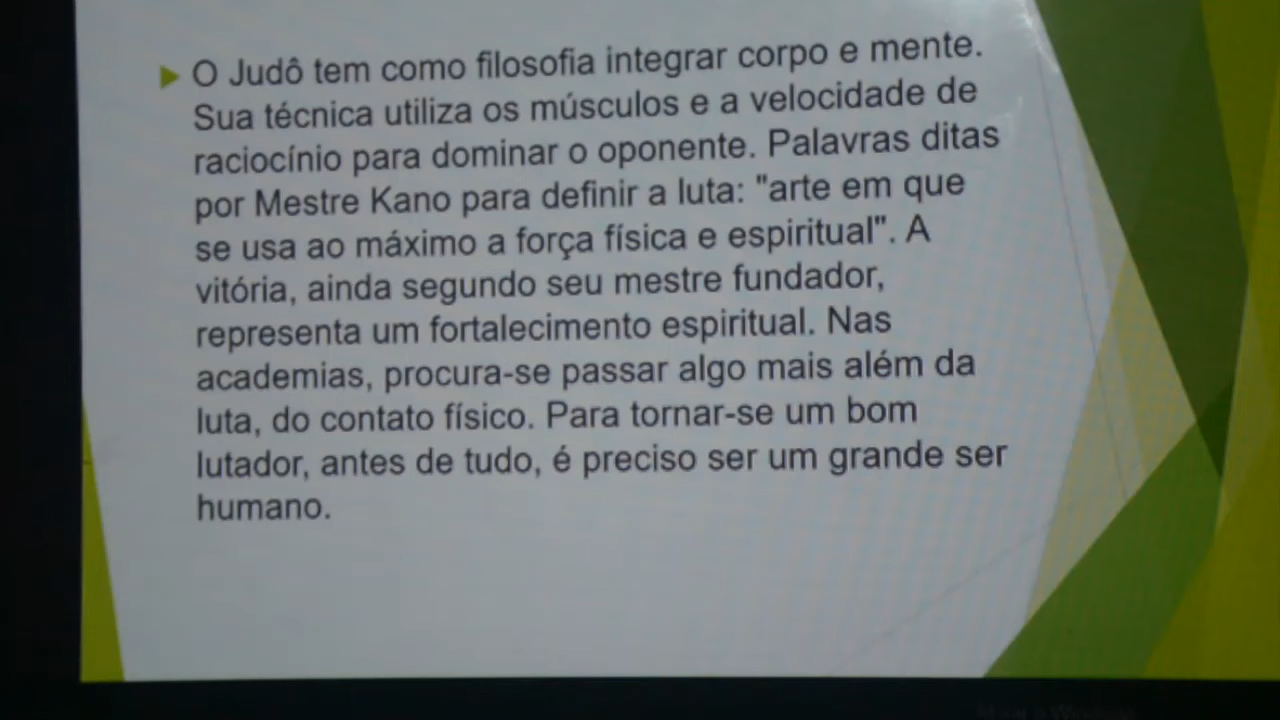 O Judô tem como filosofia integrar corpo e mente.
Sua técnica utiliza os músculos e a velocidade de
raciocínio para dominar o oponente. Palavras ditas
por Mestre Kano para definir a luta: "arte em que
se usa ao máximo a força física e espiritual". A
vitória, ainda segundo seu mestre fundador,
representa um fortalecimento espiritual. Nas
academias, procura-se passar algo mais além da
luta, do contato físico. Para tornar-se um bom
lutador, antes de tudo, é preciso ser um grande ser
humano.